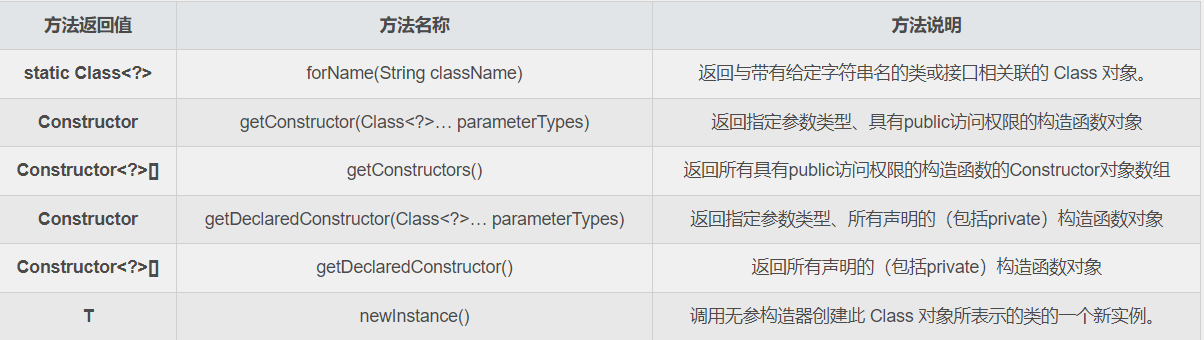 方法返回值 方法名称 方法说明
static Class<?> forName(String className) 返回与带有给定字符串名的类或接口相关联的 Class 对象。
Constructor getConstructor(Class<?>… parameterTypes) 返回指定参数类型、具有public访问权限的构造函数对象
Constructor<?>[] getConstructors() 返回所有具有public访问权限的构造函数的Constructor对象数组
Constructor getDeclaredConstructor(Class<?>… parameterTypes) 返回指定参数类型、所有声明的（包括private）构造函数对象
Constructor<?>[] getDeclaredConstructor() 返回所有声明的（包括private）构造函数对象
T newInstance() 调用无参构造器创建此 Class 对象所表示的类的一个新实例。